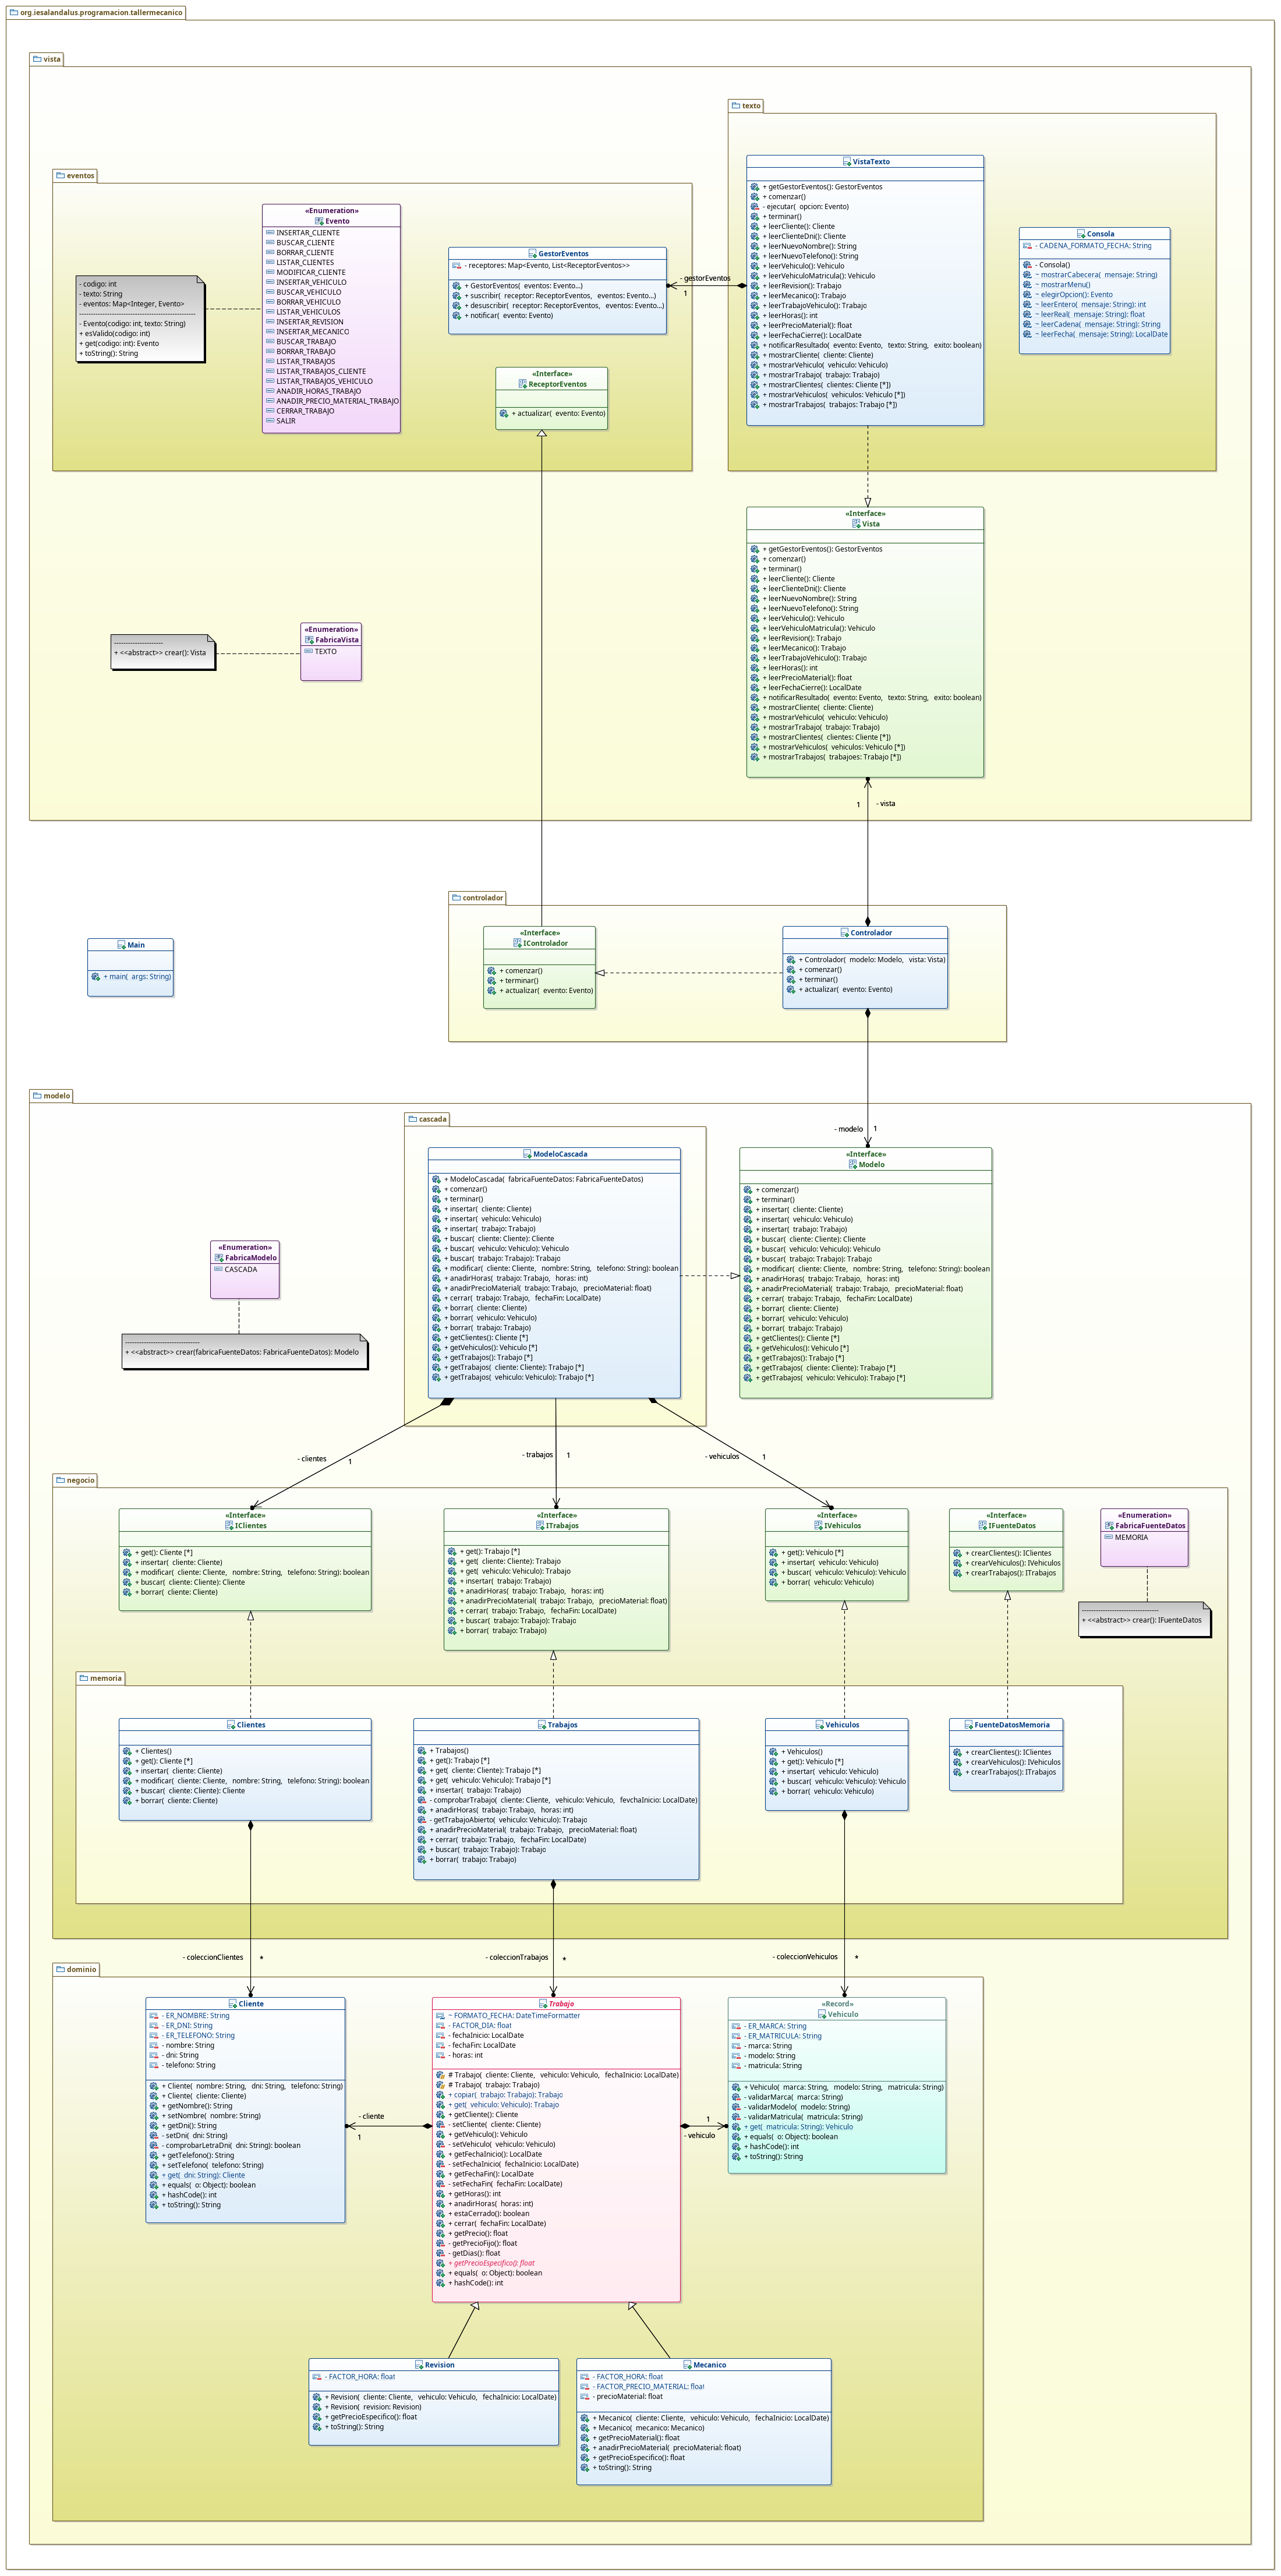 org.iesalandalus.programacion.tallermecanico
vista
texto
VistaTexto
+ getGestorEventos(): GestorEventos
+ comenzar()
- ejecutar( opcion: Evento)
+ terminar()
+ leerCliente(): Cliente
+ leerClienteDni(): Cliente
+ leerNuevoNombre(): String
+ leerNuevoTelefono(): String
+ leerVehiculo(): Vehiculo
+ leerVehiculoMatricula(): Vehiculo
+ leerRevision(): Trabajo
+ leerMecanico(): Trabajo
+ leerTrabajoVehiculo(): Trabajo
+ leerHoras(): int
+ leerPrecioMaterial(): float
+ leerFechaCierre(): LocalDate
+ notificarResultado( evento: Evento, texto: String, exito: boolean)
+ mostrarCliente( cliente: Cliente)
+ mostrarVehiculo( vehiculo: Vehiculo)
+ mostrarTrabajo( trabajo: Trabajo)
+ mostrarClientes( clientes: Cliente [*])
+ mostrarVehiculos( vehiculos: Vehiculo [*])
+ mostrarTrabajos( trabajos: Trabajo [*])
Consola
- CADENA_FORMATO_FECHA: String
- Consola()
~ mostrarCabecera( mensaje: String)
~ mostrarMenu()
~ elegirOpcion(): Evento
~ leerEntero( mensaje: String): int
~ leerReal( mensaje: String): float
~ leerCadena( mensaje: String): String
~ leerFecha( mensaje: String): LocalDate
eventos
«Enumeration»
Evento
INSERTAR_CLIENTE
BUSCAR_CLIENTE
BORRAR_CLIENTE
LISTAR_CLIENTES
MODIFICAR_CLIENTE
INSERTAR_VEHICULO
BUSCAR_VEHICULO
BORRAR_VEHICULO
LISTAR_VEHICULOS
INSERTAR_REVISION
INSERTAR_MECANICO
BUSCAR_TRABAJO
BORRAR_TRABAJO
LISTAR_TRABAJOS
LISTAR_TRABAJOS_CLIENTE
LISTAR_TRABAJOS_VEHICULO
ANADIR_HORAS_TRABAJO
ANADIR_PRECIO_MATERIAL_TRABAJO
CERRAR_TRABAJO
SALIR
- codigo: int
- texto: String
- eventos: Map<Integer, Evento>
- Evento(codigo: int, texto: String)
+ esValido(codigo: int)
+ get(codigo: int): Evento
+ toString(): String
GestorEventos
- receptores: Map<Evento, List<ReceptorEventos>>
+ GestorEventos( eventos: Evento...)
+ suscribir( receptor: ReceptorEventos, eventos: Evento...)
+ desuscribir( receptor: ReceptorEventos, eventos: Evento...)
+ notificar( evento: Evento)
- gestorEventos
1
«Interface»
ReceptorEventos
+ actualizar( evento: Evento)
«Interface»
Vista
+ getGestorEventos(): GestorEventos
+ comenzar()
+ terminar()
+ leerCliente(): Cliente
+ leerClienteDni(): Cliente
+ leerNuevoNombre(): String
+ leerNuevoTelefono(): String
+ leerVehiculo(): Vehiculo
+ leerVehiculoMatricula(): Vehiculo
+ leerRevision(): Trabajo
+ leerMecanico(): Trabajo
+ leerTrabajoVehiculo(): Trabajo
+ leerHoras(): int
+ leerPrecioMaterial(): float
+ leerFechaCierre(): LocalDate
+ notificarResultado( evento: Evento, texto: String, exito: boolean)
+ mostrarCliente( cliente: Cliente)
+ mostrarVehiculo( vehiculo: Vehiculo)
+ mostrarTrabajo( trabajo: Trabajo)
+ mostrarClientes( clientes: Cliente [*])
+ mostrarVehiculos( vehiculos: Vehiculo [*])
+ mostrarTrabajos( trabajoes: Trabajo [*])
+ <<abstract>> crear(): Vista
«Enumeration»
FabricaVista
TEXTO
1
- vista
controlador
«Interface»
IControlador
+ comenzar()
+ terminar()
+ actualizar( evento: Evento)
Controlador
+ Controlador( modelo: Modelo, vista: Vista)
+ comenzar()
+ terminar()
+ actualizar( evento: Evento)
Main
+ main( args: String)
modelo
- modelo
1
cascada
ModeloCascada
+ ModeloCascada( fabricaFuenteDatos: FabricaFuenteDatos)
+ comenzar()
+ terminar()
+ insertar( cliente: Cliente)
+ insertar( vehiculo: Vehiculo)
+ insertar( trabajo: Trabajo)
+ buscar( cliente: Cliente): Cliente
+ buscar( vehiculo: Vehiculo): Vehiculo
+ buscar( trabajo: Trabajo): Trabajo
+ modificar( cliente: Cliente, nombre: String, telefono: String): boolean
+ anadirHoras( trabajo: Trabajo, horas: int)
+ anadirPrecioMaterial( trabajo: Trabajo, precioMaterial: float)
+ cerrar( trabajo: Trabajo, fechaFin: LocalDate)
+ borrar( cliente: Cliente)
+ borrar( vehiculo: Vehiculo)
+ borrar( trabajo: Trabajo)
+ getClientes(): Cliente [*]
+ getVehiculos(): Vehiculo [*]
+ getTrabajos(): Trabajo [*]
+ getTrabajos( cliente: Cliente): Trabajo [*]
+ getTrabajos( vehiculo: Vehiculo): Trabajo [*]
«Interface»
Modelo
+ comenzar()
+ terminar()
+ insertar( cliente: Cliente)
+ insertar( vehiculo: Vehiculo)
+ insertar( trabajo: Trabajo)
+ buscar( cliente: Cliente): Cliente
+ buscar( vehiculo: Vehiculo): Vehiculo
+ buscar( trabajo: Trabajo): Trabajo
+ modificar( cliente: Cliente, nombre: String, telefono: String): boolean
+ anadirHoras( trabajo: Trabajo, horas: int)
+ anadirPrecioMaterial( trabajo: Trabajo, precioMaterial: float)
+ cerrar( trabajo: Trabajo, fechaFin: LocalDate)
+ borrar( cliente: Cliente)
+ borrar( vehiculo: Vehiculo)
+ borrar( trabajo: Trabajo)
+ getClientes(): Cliente [*]
+ getVehiculos(): Vehiculo [*]
+ getTrabajos(): Trabajo [*]
+ getTrabajos( cliente: Cliente): Trabajo [*]
+ getTrabajos( vehiculo: Vehiculo): Trabajo [*]
«Enumeration»
FabricaModelo
CASCADA
+ <<abstract>> crear(fabricaFuenteDatos: FabricaFuenteDatos): Modelo
- clientes
1
- trabajos
1
- vehiculos
1
negocio
«Interface»
IClientes
+ get(): Cliente [*]
+ insertar( cliente: Cliente)
+ modificar( cliente: Cliente, nombre: String, telefono: String): boolean
+ buscar( cliente: Cliente): Cliente
+ borrar( cliente: Cliente)
«Interface»
ITrabajos
+ get(): Trabajo [*]
+ get( cliente: Cliente): Trabajo
+ get( vehiculo: Vehiculo): Trabajo
+ insertar( trabajo: Trabajo)
+ anadirHoras( trabajo: Trabajo, horas: int)
+ anadirPrecioMaterial( trabajo: Trabajo, precioMaterial: float)
+ cerrar( trabajo: Trabajo, fechaFin: LocalDate)
+ buscar( trabajo: Trabajo): Trabajo
+ borrar( trabajo: Trabajo)
«Interface»
IVehiculos
+ get(): Vehiculo [*]
+ insertar( vehiculo: Vehiculo)
+ buscar( vehiculo: Vehiculo): Vehiculo
+ borrar( vehiculo: Vehiculo)
«Interface»
IFuenteDatos
+ crearClientes(): IClientes
+ crearVehiculos(): IVehiculos
+ crearTrabajos(): ITrabajos
«Enumeration»
FabricaFuenteDatos
MEMORIA
+ <<abstract>> crear(): IFuenteDatos
memoria
Clientes
+ Clientes()
+ get(): Cliente [*]
+ insertar( cliente: Cliente)
+ modificar( cliente: Cliente, nombre: String, telefono: String): boolean
+ buscar( cliente: Cliente): Cliente
+ borrar( cliente: Cliente)
Trabajos
+ Trabajos()
+ get(): Trabajo [*]
+ get( cliente: Cliente): Trabajo [*]
+ get( vehiculo: Vehiculo): Trabajo [*]
+ insertar( trabajo: Trabajo)
- comprobarTrabajo( cliente: Cliente, vehiculo: Vehiculo, fevchaInicio: LocalDate)
+ anadirHoras( trabajo: Trabajo, horas: int)
- getTrabajoAbierto( vehiculo: Vehiculo): Trabajo
+ anadirPrecioMaterial( trabajo: Trabajo, precioMaterial: float)
+ cerrar( trabajo: Trabajo, fechaFin: LocalDate)
+ buscar( trabajo: Trabajo): Trabajo
+ borrar( trabajo: Trabajo)
Vehiculos
+ Vehiculos()
+ get(): Vehiculo [*]
+ insertar( vehiculo: Vehiculo)
+ buscar( vehiculo: Vehiculo): Vehiculo
+ borrar( vehiculo: Vehiculo)
FuenteDatosMemoria
+ crearClientes(): IClientes
+ crearVehiculos(): IVehiculos
+ crearTrabajos(): ITrabajos
- coleccionClientes
*
- coleccionTrabajos
*
- coleccionVehiculos
*
dominio
Cliente
- ER_NOMBRE: String
- ER_DNI: String
- ER_TELEFONO: String
- nombre: String
- dni: String
- telefono: String
+ Cliente( nombre: String, dni: String, telefono: String)
+ Cliente( cliente: Cliente)
+ getNombre(): String
+ setNombre( nombre: String)
+ getDni(): String
- setDni( dni: String)
- comprobarLetraDni( dni: String): boolean
+ getTelefono(): String
+ setTelefono( telefono: String)
+ get( dni: String): Cliente
+ equals( o: Object): boolean
+ hashCode(): int
+ toString(): String
- cliente
1
Trabajo
~ FORMATO_FECHA: DateTimeFormatter
- FACTOR_DIA: float
- fechaInicio: LocalDate
- fechaFin: LocalDate
- horas: int
# Trabajo( cliente: Cliente, vehiculo: Vehiculo, fechaInicio: LocalDate)
# Trabajo( trabajo: Trabajo)
+ copiar( trabajo: Trabajo): Trabajo
+ get( vehiculo: Vehiculo): Trabajo
+ getCliente(): Cliente
- setCliente( cliente: Cliente)
+ getVehiculo(): Vehiculo
- setVehiculo( vehiculo: Vehiculo)
+ getFechaInicio(): LocalDate
- setFechaInicio( fechaInicio: LocalDate)
+ getFechaFin(): LocalDate
- setFechaFin( fechaFin: LocalDate)
+ getHoras(): int
+ anadirHoras( horas: int)
+ estaCerrado(): boolean
+ cerrar( fechaFin: LocalDate)
+ getPrecio(): float
- getPrecioFijo(): float
- getDias(): float
+ getPrecioEspecifico(): float
+ equals( o: Object): boolean
+ hashCode(): int
1
- vehiculo
«Record»
Vehiculo
- ER_MARCA: String
- ER_MATRICULA: String
- marca: String
- modelo: String
- matricula: String
+ Vehiculo( marca: String, modelo: String, matricula: String)
- validarMarca( marca: String)
- validarModelo( modelo: String)
- validarMatricula( matricula: String)
+ get( matricula: String): Vehiculo
+ equals( o: Object): boolean
+ hashCode(): int
+ toString(): String
Revision
- FACTOR_HORA: float
+ Revision( cliente: Cliente, vehiculo: Vehiculo, fechaInicio: LocalDate)
+ Revision( revision: Revision)
+ getPrecioEspecifico(): float
+ toString(): String
Mecanico
- FACTOR_HORA: float
- FACTOR_PRECIO_MATERIAL: float
- precioMaterial: float
+ Mecanico( cliente: Cliente, vehiculo: Vehiculo, fechaInicio: LocalDate)
+ Mecanico( mecanico: Mecanico)
+ getPrecioMaterial(): float
+ anadirPrecioMaterial( precioMaterial: float)
+ getPrecioEspecifico(): float
+ toString(): String